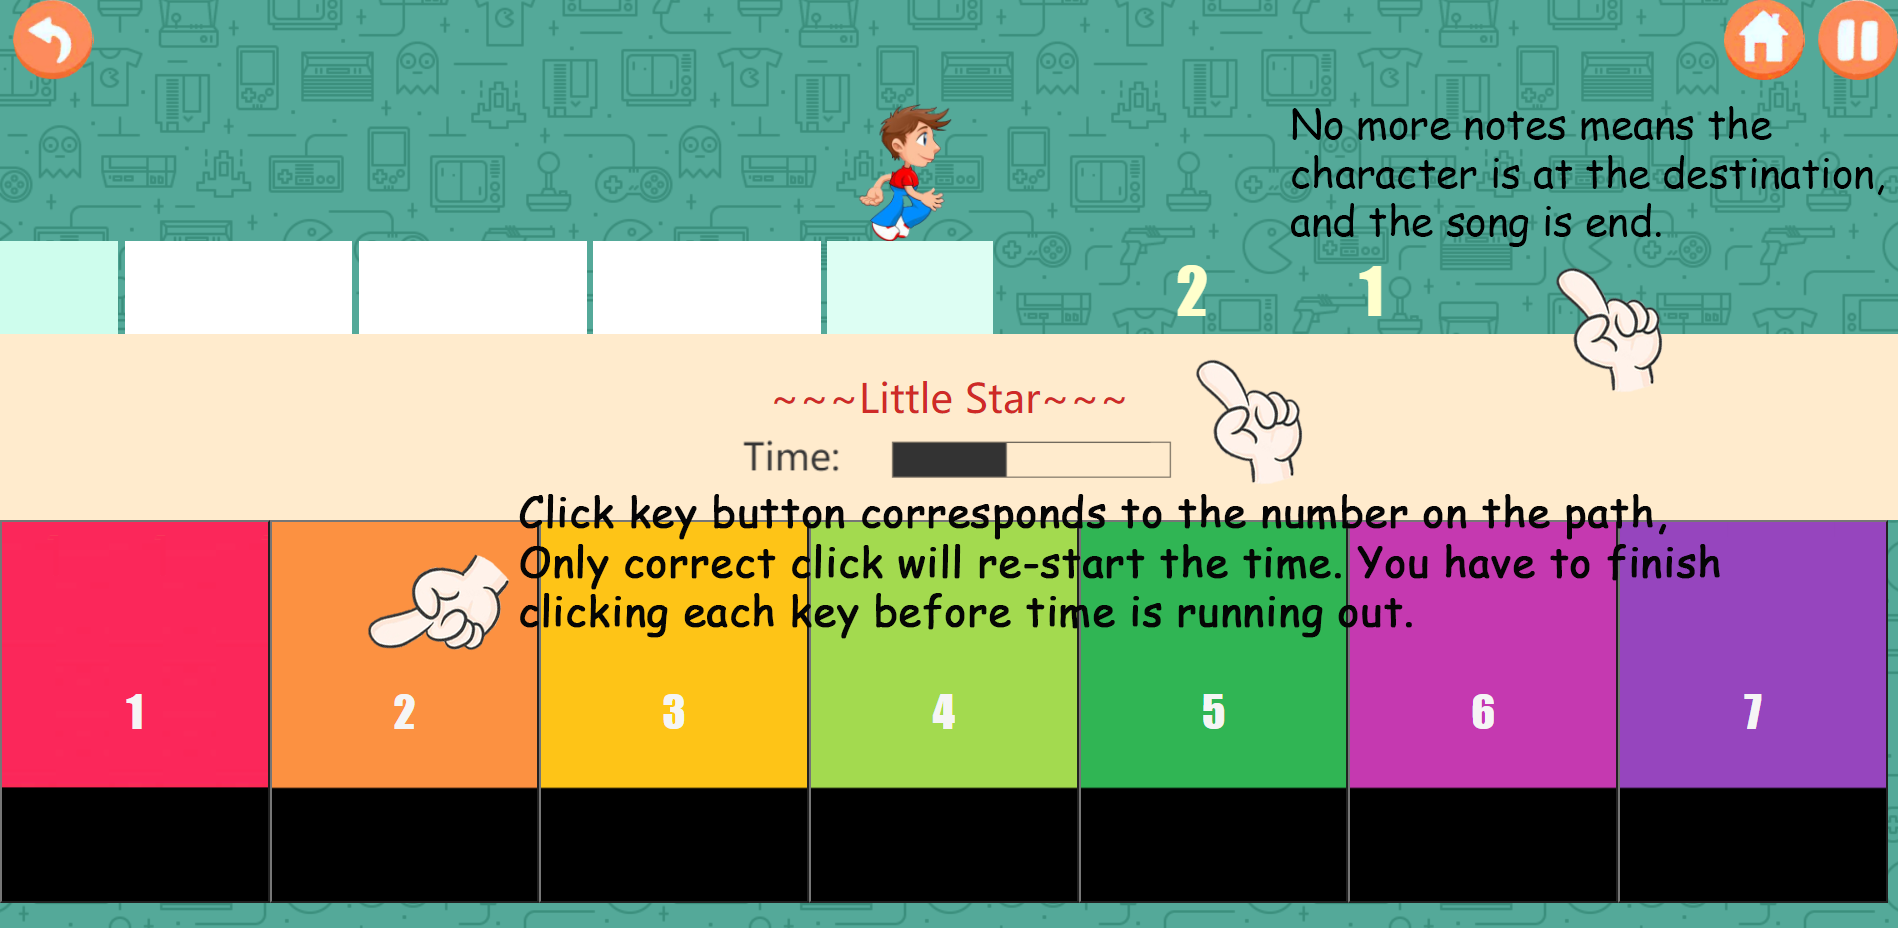 No more notes means the
character is at the destination,
and the song is end.
2 1
~~~Little Star~~~
Time:
Click key button corresponds to the number on the path,
Only correct click will re-start the time. You have to finish
clicking each key before time is running out.
1 2 3 4 5 6 7